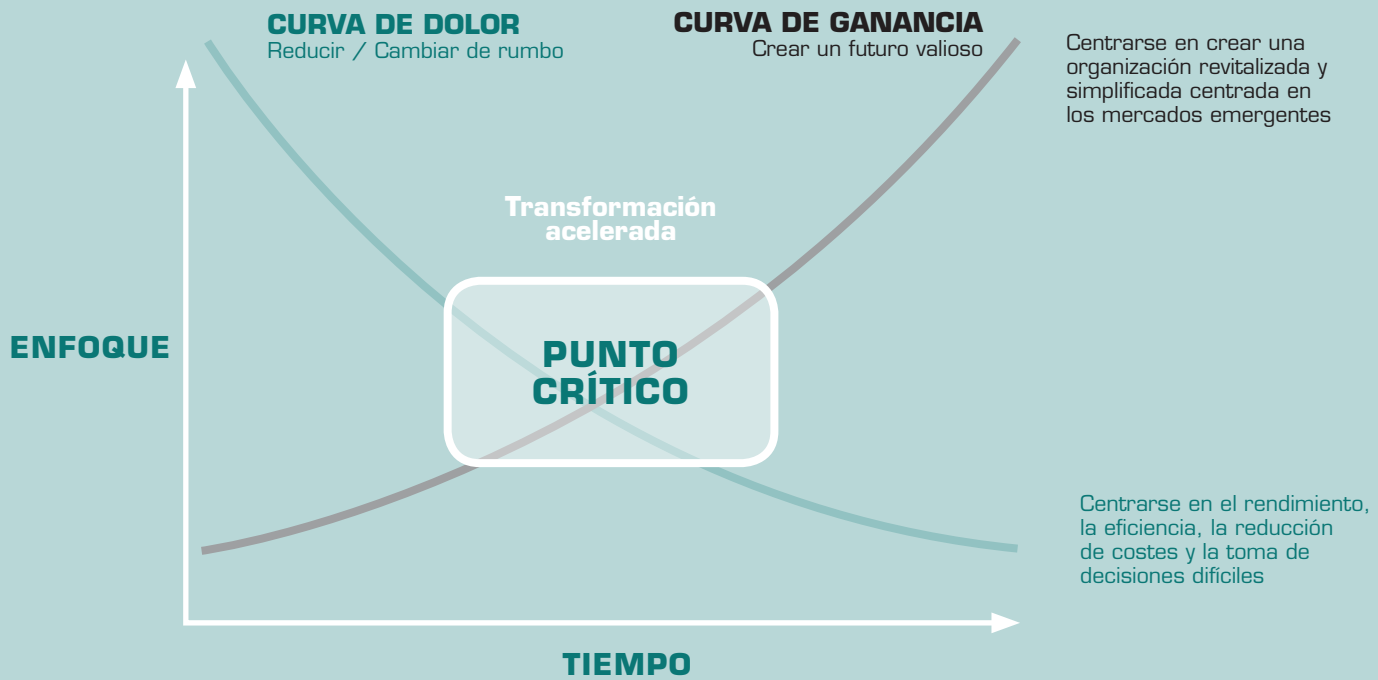 CURVA DE DOLOR
Reducir / Cambiar de rumbo
CURVA DE GANANCIA
Crear un futuro valioso
Centrarse en crear una
organización revitalizada y
simplificada centrada en
los mercados emergentes
Transformación
acelerada
ENFOQUE
PUNTO
CRÍTICO
Centrarse en el rendimiento,
la eficiencia, la reducción
de costes y la toma de
decisiones difíciles
TIEMPO